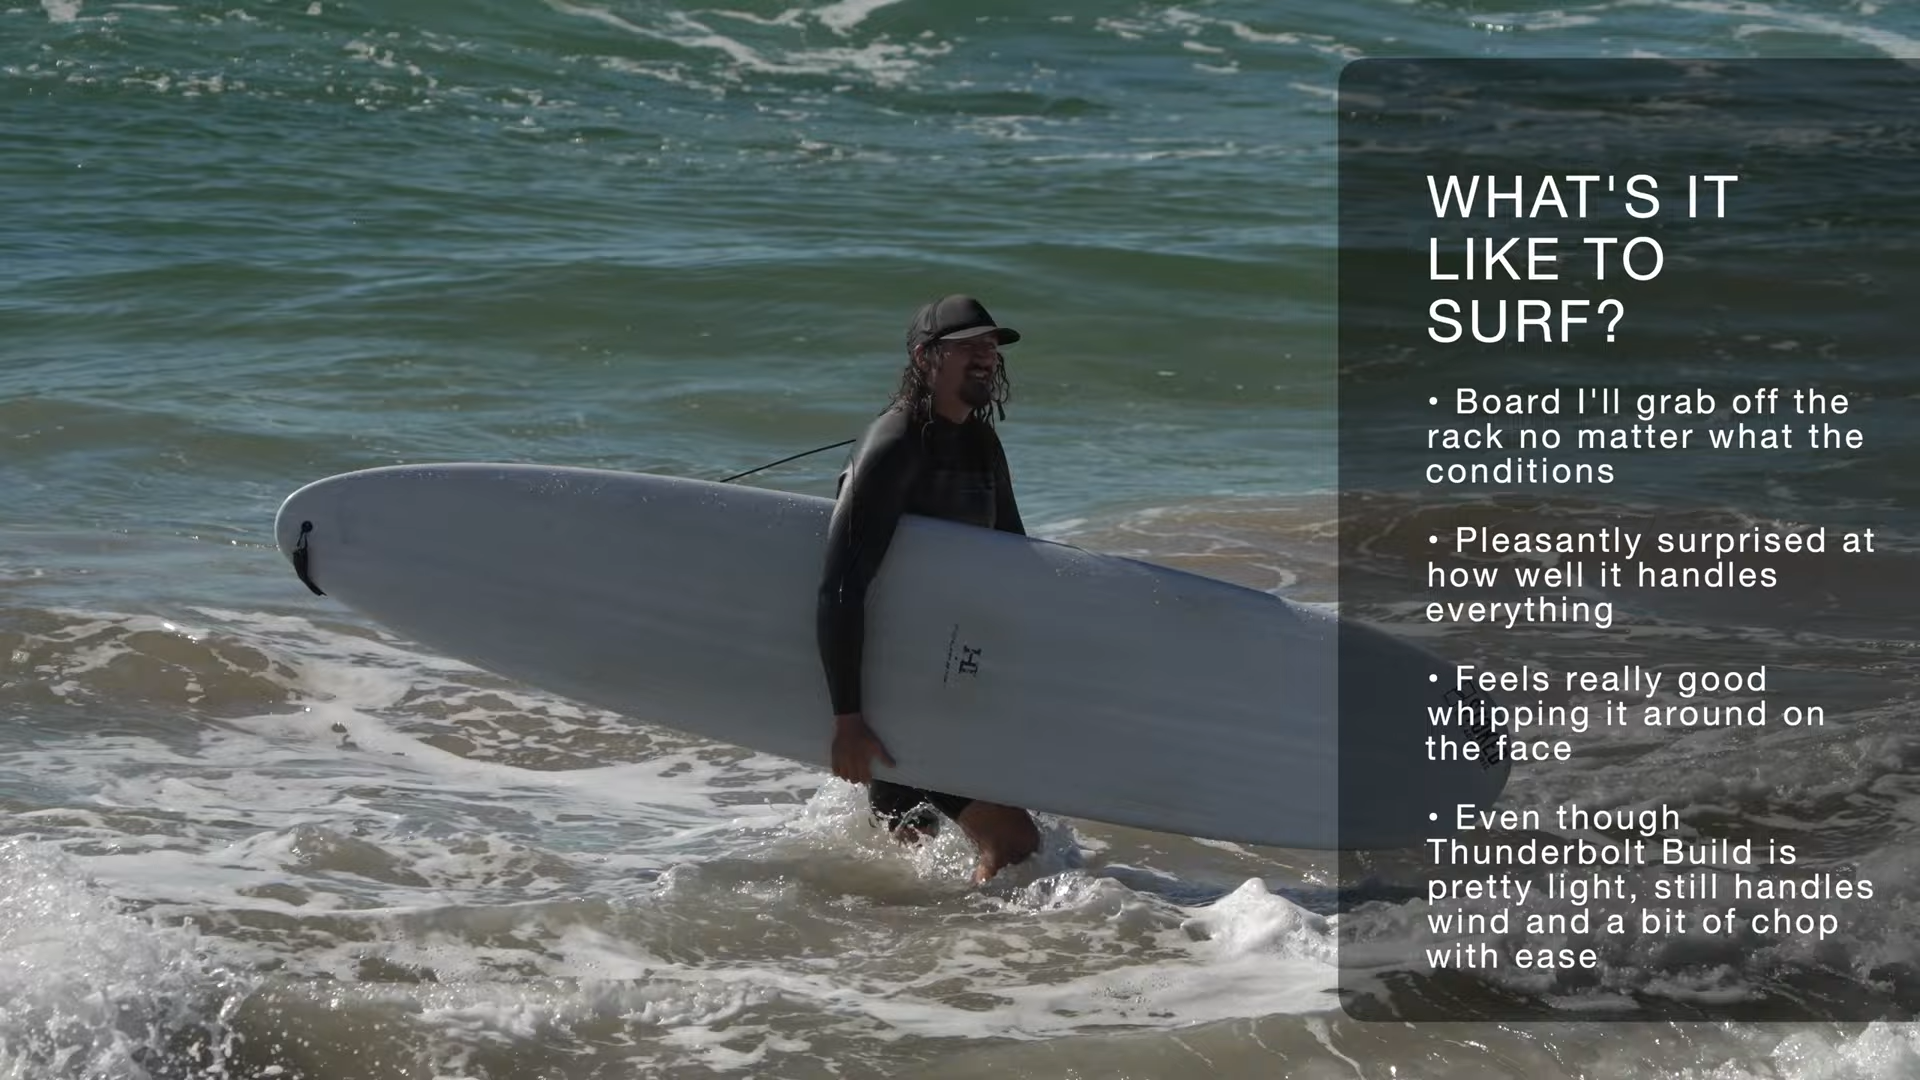 WHAT'S IT
LIKE TO
SURF?
• Board I'll grab off the
rack no matter what the
conditions
• Pleasantly surprised at
how well it handles
everything
• Feels really good
whipping it around on
the face
• Even though
Thunderbolt Build is
pretty light, still handles
wind and a bit of chop
with ease